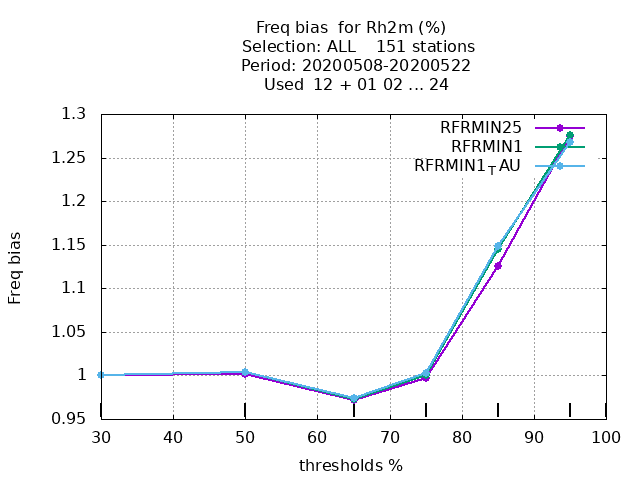 Freq bias  for Rh2m (%)
Selection: ALL    151 stations
Period: 20200508-20200522
Used  12 + 01 02 ... 24
RFRMIN25
RFRMIN1
RFRMIN1TAU
1.3
1.25
1.2
1.15
1.1
1.05
1
0.95
Freq bias
30 40 50 60 70 80 90 100
thresholds %